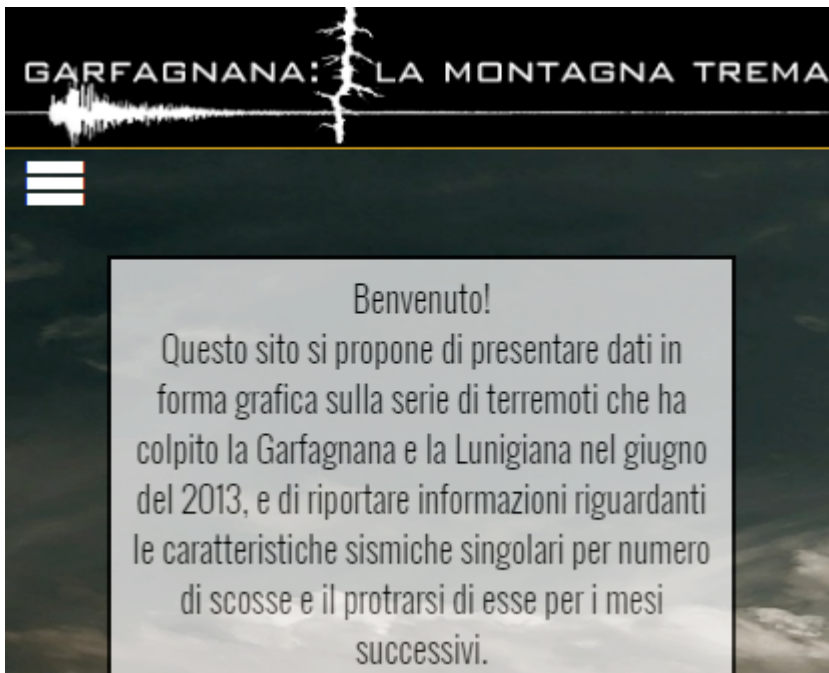 GARFAGNANA: LA MONTAGNA TREMA
Benvenuto!
Questo sito si propone di presentare dati in
forma grafica sulla serie di terremoti che ha
colpito la Garfagnana e la Lunigiana nel giugno
del 2013, e di riportare informazioni riguardanti
le caratteristiche sismiche singolari per numero
di scosse e il protrarsi di esse per i mesi
successivi.